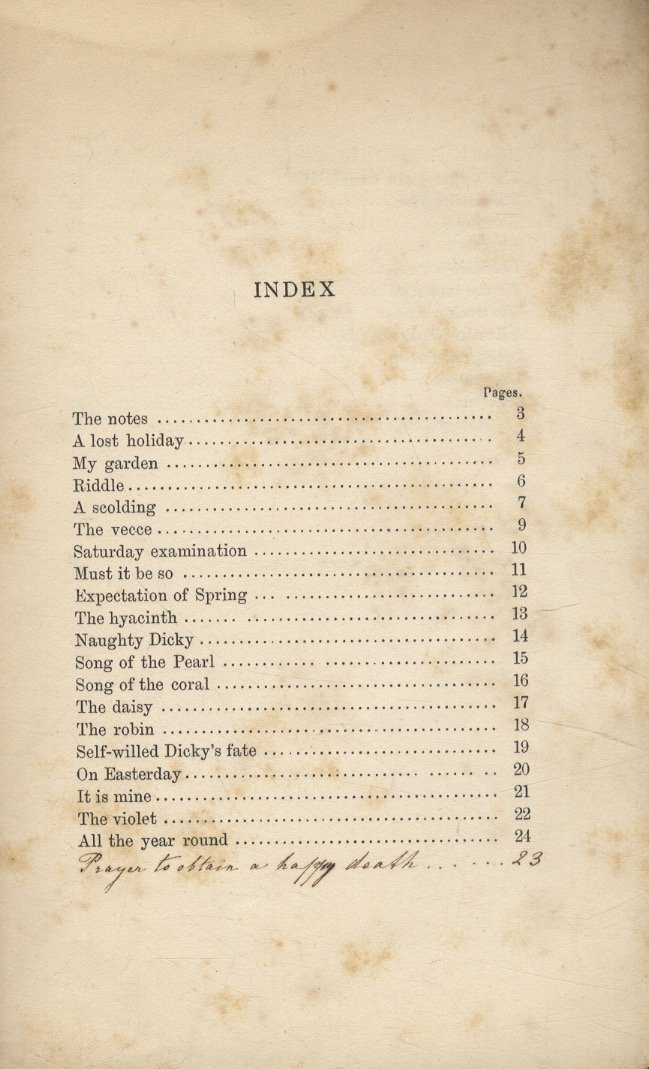 INDEX
Pages.
The notes ........................................ 3
A lost holiday ........................................ 4
My garden ........................................ 5
Riddle ........................................ 6
A scolding ........................................ 7
The vecce ........................................ 9
Saturday examination ........................................ 10
Must it be so ........................................ 11
Expectation of Spring ........................................ 12
The hyacinth ........................................ 13
Naughty Dicky ........................................ 14
Song of the Pearl ........................................ 15
Song of the coral ........................................ 16
The daisy ........................................ 17
The robin ........................................ 18
Self-willed Dicky's fate ........................................ 19
On Easterday ........................................ 20
It is mine ........................................ 21
The violet ........................................ 22
All the year round ........................................ 24
Prayer to obtain a happy death ....... 23